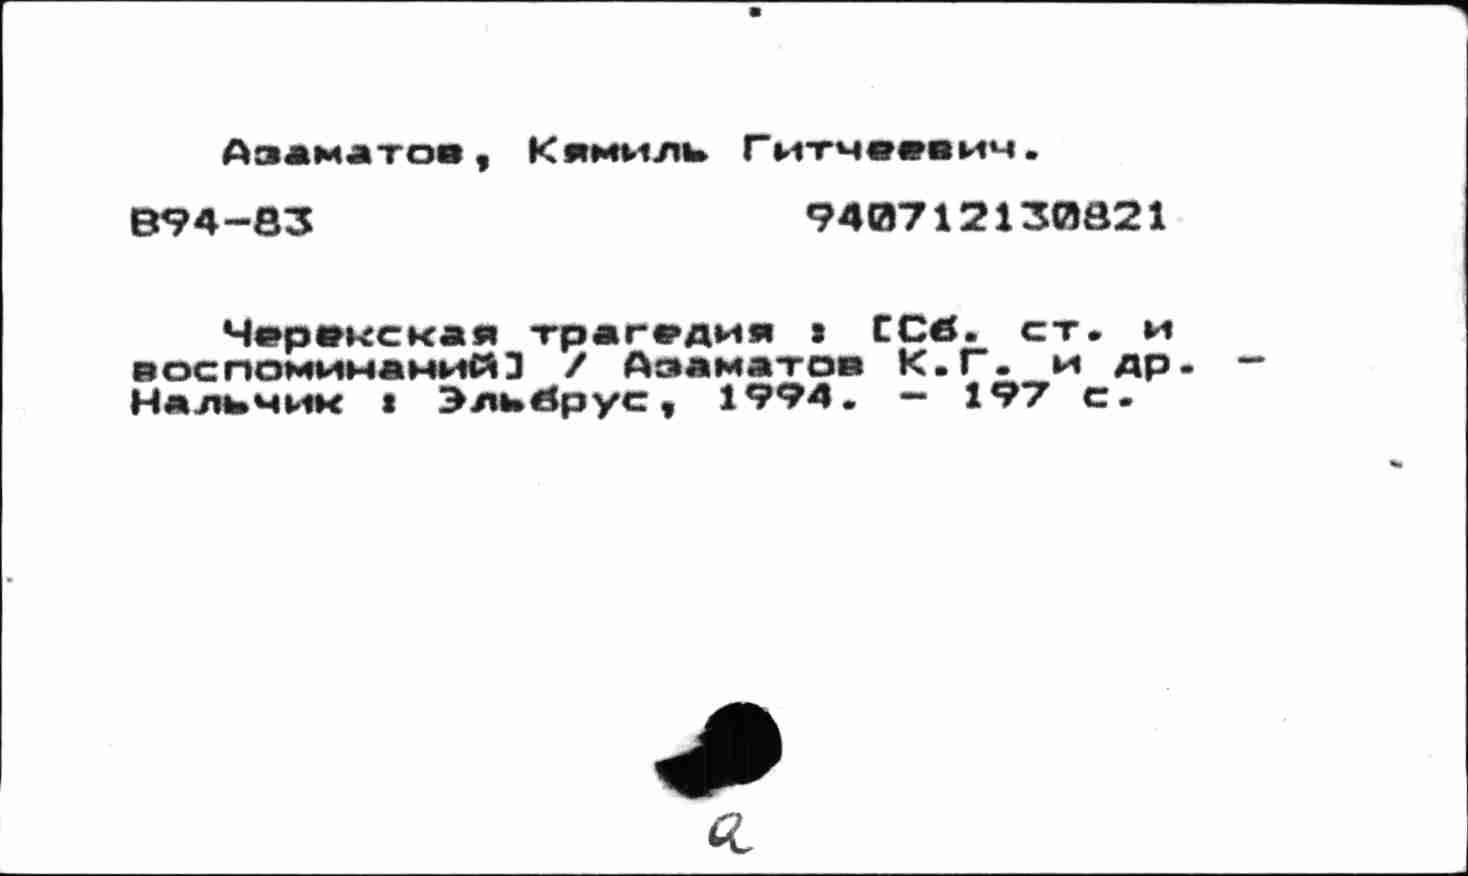 Азаматов, Кямиль Гитчеевич.
В94-83 940712130821
Черекская трагедия : [Сб. ст. и
воспоминаний] / Азаматов К.Г. и др. -
Нальчик : Эльбрус, 1994. - 197 с.
а